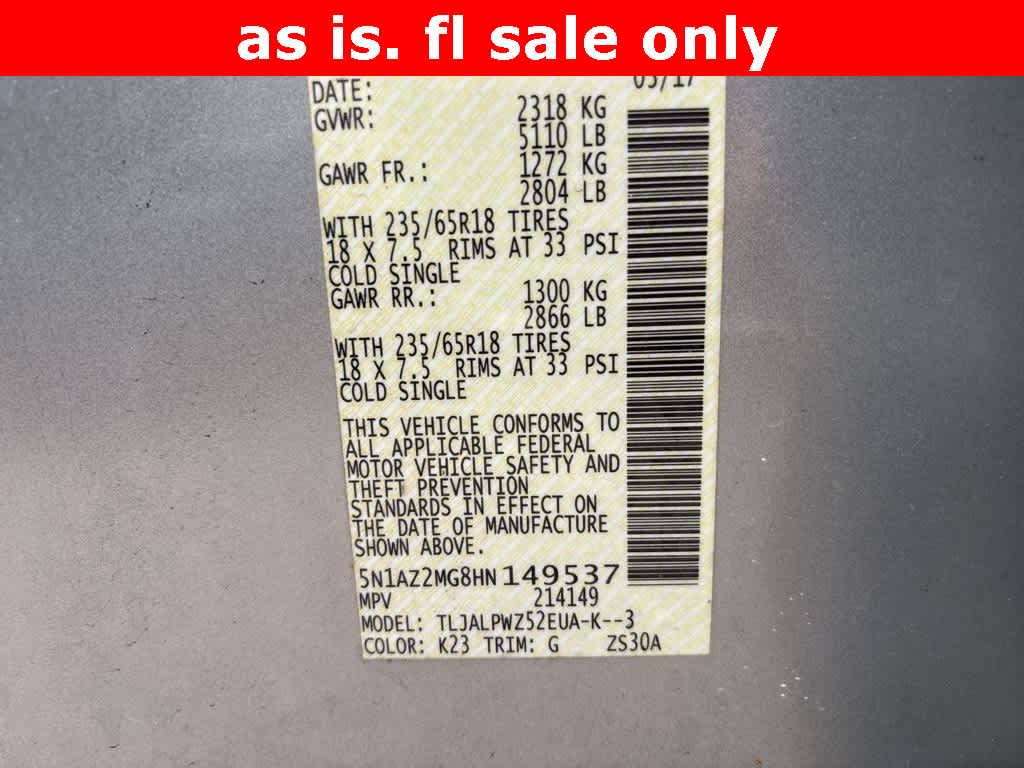 as is. fl sale only
DATE:
GVWR: 2318 KG
5110 LB
GAWR FR.: 1272 KG
2804 LB
WITH 235/65R18 TIRES
18 X 7.5 RIMS AT 33 PSI
COLD SINGLE
GAWR RR.: 1300 KG
2866 LB
WITH 235/65R18 TIRES
18 X 7.5 RIMS AT 33 PSI
COLD SINGLE
THIS VEHICLE CONFORMS TO
ALL APPLICABLE FEDERAL
MOTOR VEHICLE SAFETY AND
THEFT PREVENTION
STANDARDS IN EFFECT ON
THE DATE OF MANUFACTURE
SHOWN ABOVE.
5N1AZ2MG8HN149537
MPV 214149
MODEL: TLJALPWZ52EUA-K--3
COLOR: K23 TRIM: G ZS30A